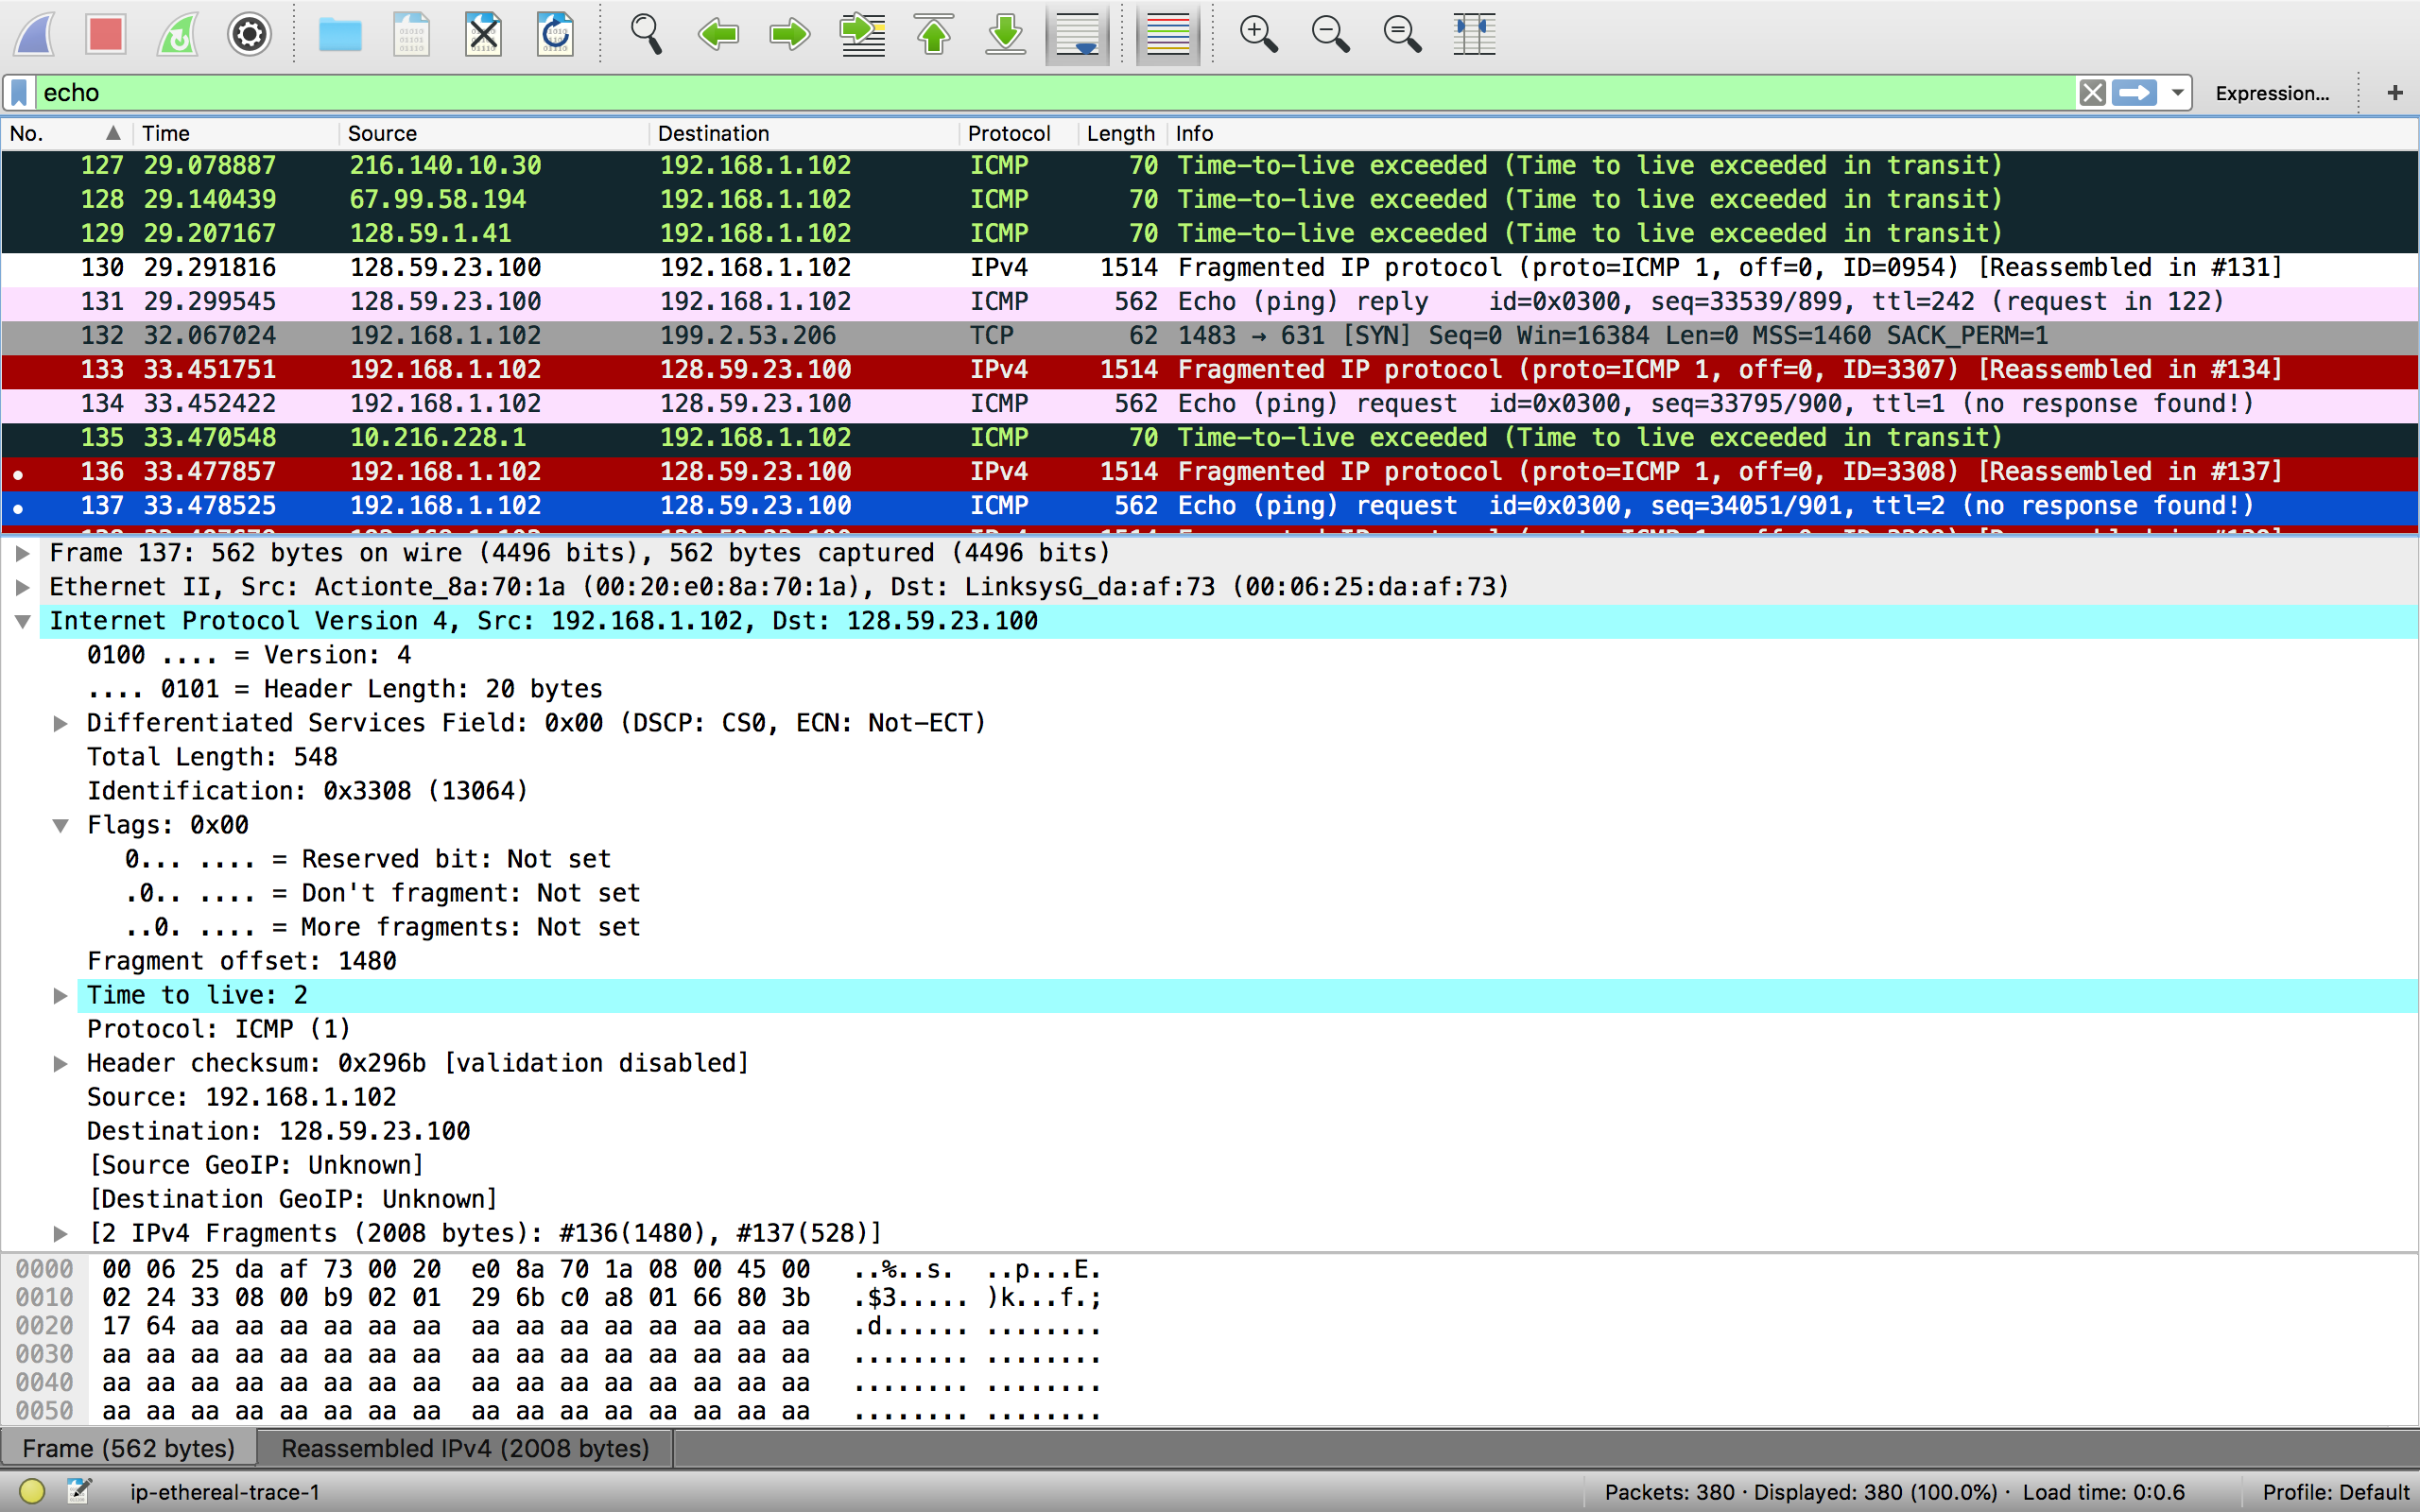 echo Expression... +
No. Time Source Destination Protocol Length Info
127 29.078887 216.140.10.30 192.168.1.102 ICMP 70 Time-to-live exceeded (Time to live exceeded in transit)
128 29.140439 67.99.58.194 192.168.1.102 ICMP 70 Time-to-live exceeded (Time to live exceeded in transit)
129 29.207167 128.59.1.41 192.168.1.102 ICMP 70 Time-to-live exceeded (Time to live exceeded in transit)
130 29.291816 128.59.23.100 192.168.1.102 IPv4 1514 Fragmented IP protocol (proto=ICMP 1, off=0, ID=0954) [Reassembled in #131]
131 29.299545 128.59.23.100 192.168.1.102 ICMP 562 Echo (ping) reply id=0x0300, seq=33539/899, ttl=242 (request in 122)
132 32.067024 192.168.1.102 199.2.53.206 TCP 62 1483 → 631 [SYN] Seq=0 Win=16384 Len=0 MSS=1460 SACK_PERM=1
133 33.451751 192.168.1.102 128.59.23.100 IPv4 1514 Fragmented IP protocol (proto=ICMP 1, off=0, ID=3307) [Reassembled in #134]
134 33.452422 192.168.1.102 128.59.23.100 ICMP 562 Echo (ping) request id=0x0300, seq=33795/900, ttl=1 (no response found!)
135 33.470548 10.216.228.1 192.168.1.102 ICMP 70 Time-to-live exceeded (Time to live exceeded in transit)
136 33.477857 192.168.1.102 128.59.23.100 IPv4 1514 Fragmented IP protocol (proto=ICMP 1, off=0, ID=3308) [Reassembled in #137]
137 33.478525 192.168.1.102 128.59.23.100 ICMP 562 Echo (ping) request id=0x0300, seq=34051/901, ttl=2 (no response found!)
Frame 137: 562 bytes on wire (4496 bits), 562 bytes captured (4496 bits)
Ethernet II, Src: Actionte_8a:70:1a (00:20:e0:8a:70:1a), Dst: LinksysG_da:af:73 (00:06:25:da:af:73)
Internet Protocol Version 4, Src: 192.168.1.102, Dst: 128.59.23.100
0100 .... = Version: 4
.... 0101 = Header Length: 20 bytes
Differentiated Services Field: 0x00 (DSCP: CS0, ECN: Not-ECT)
Total Length: 548
Identification: 0x3308 (13064)
Flags: 0x00
0... .... = Reserved bit: Not set
.0.. .... = Don't fragment: Not set
..0. .... = More fragments: Not set
Fragment offset: 1480
Time to live: 2
Protocol: ICMP (1)
Header checksum: 0x296b [validation disabled]
Source: 192.168.1.102
Destination: 128.59.23.100
[Source GeoIP: Unknown]
[Destination GeoIP: Unknown]
[2 IPv4 Fragments (2008 bytes): #136(1480), #137(528)]
0000 00 06 25 da af 73 00 20 e0 8a 70 1a 08 00 45 00 ..%..s. ..p...E.
0010 02 24 33 08 00 b9 02 01 29 6b c0 a8 01 66 80 3b .$3..... )k...f.;
0020 17 64 aa aa aa aa aa aa aa aa aa aa aa aa aa aa .d...... ........
0030 aa aa aa aa aa aa aa aa aa aa aa aa aa aa aa aa ........ ........
0040 aa aa aa aa aa aa aa aa aa aa aa aa aa aa aa aa ........ ........
0050 aa aa aa aa aa aa aa aa aa aa aa aa aa aa aa aa ........ ........
Frame (562 bytes) Reassembled IPv4 (2008 bytes)
ip-ethereal-trace-1 Packets: 380 · Displayed: 380 (100.0%) · Load time: 0:0.6 Profile: Default